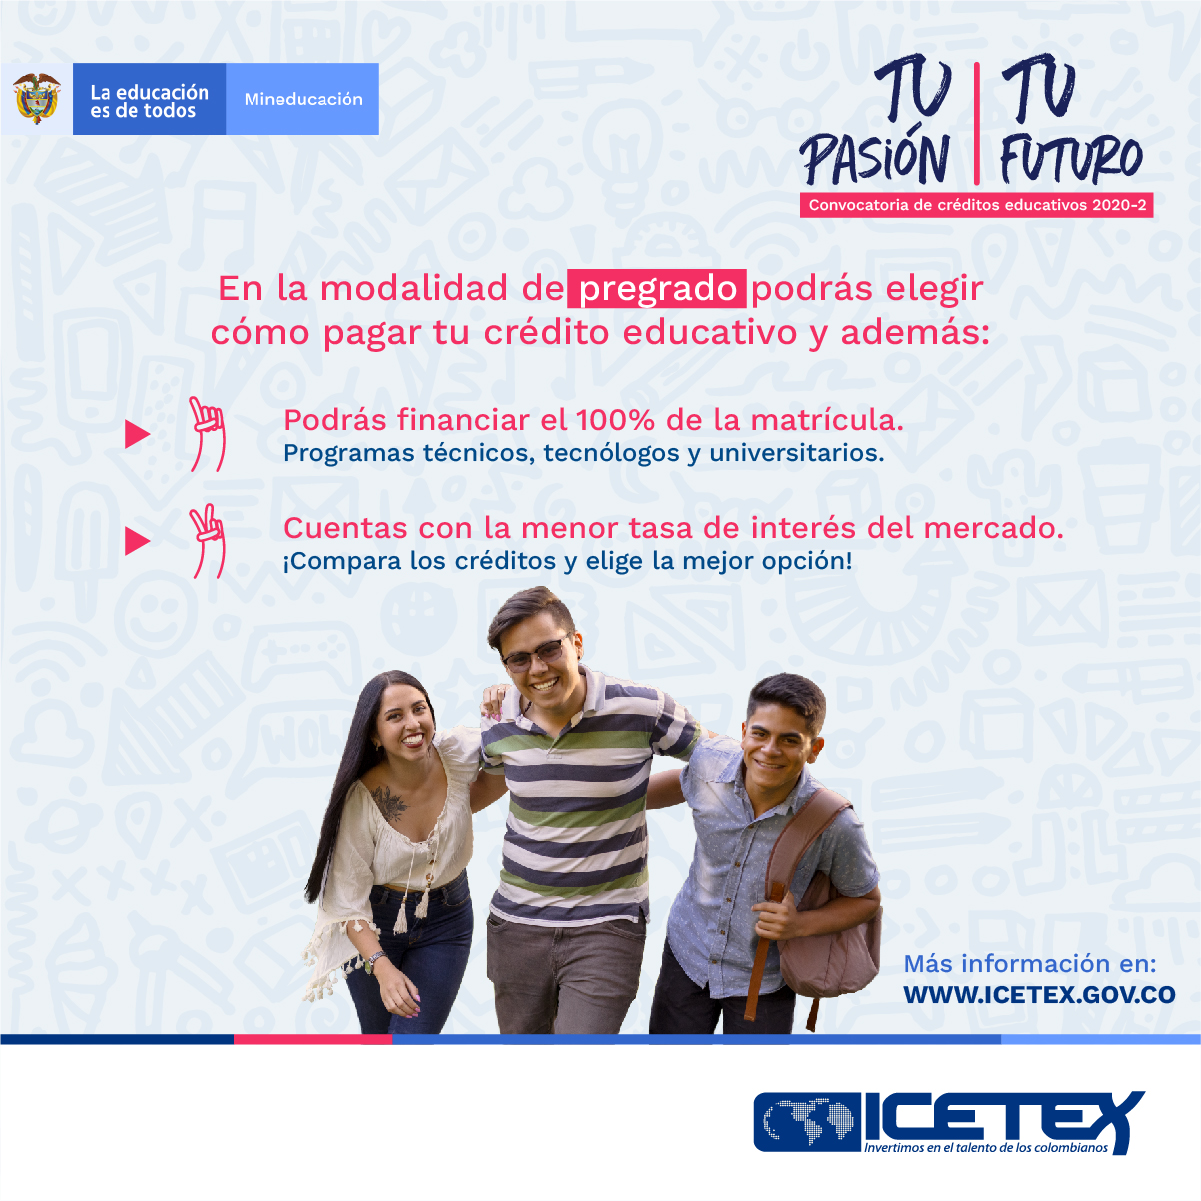 La educación
es de todos
Mineducación
TU TU
PASIÓN FUTURO
Convocatoria de créditos educativos 2020-2
En la modalidad de pregrado podrás elegir
cómo pagar tu crédito educativo y además:
Podrás financiar el 100% de la matrícula.
Programas técnicos, tecnólogos y universitarios.
Cuentas con la menor tasa de interés del mercado.
¡Compara los créditos y elige la mejor opción!
WOL
Más información en:
WWW.ICETEX.GOV.CO
ICETEX
Invertimos en el talento de los colombianos